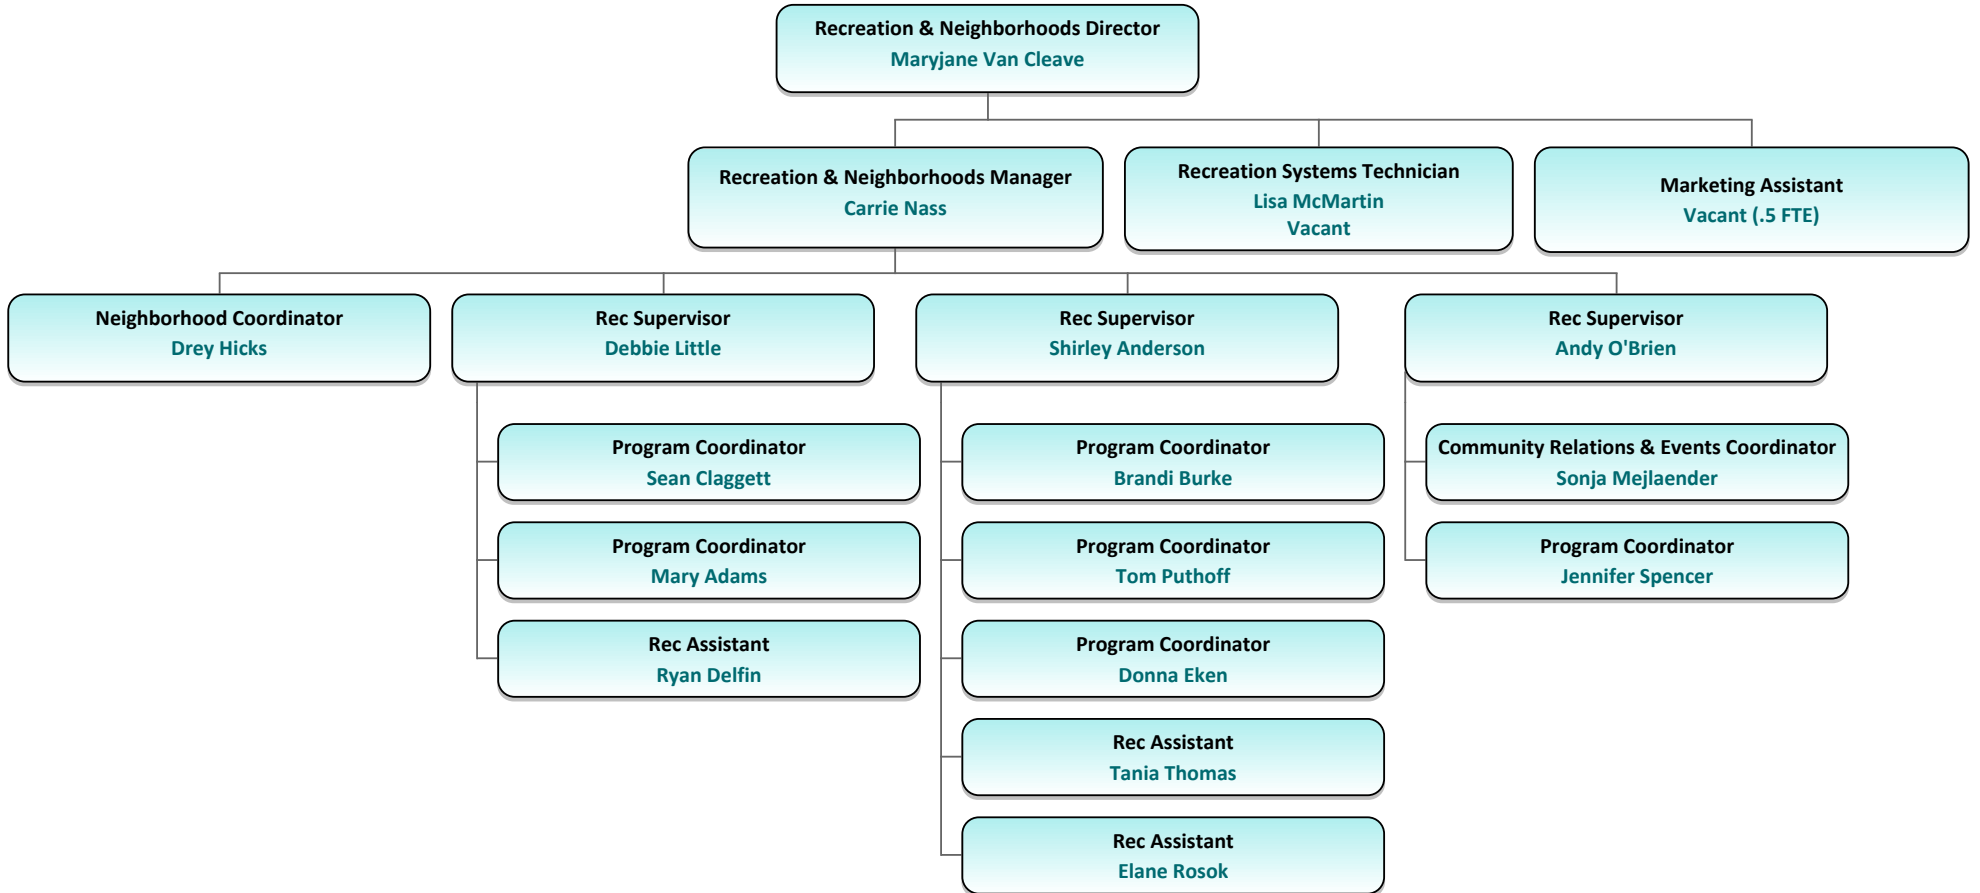 Recreation & Neighborhoods Director
Maryjane Van Cleave
Recreation & Neighborhoods Manager
Carrie Nass
Recreation Systems Technician
Lisa McMartin
Vacant
Marketing Assistant
Vacant (.5 FTE)
Neighborhood Coordinator
Drey Hicks
Rec Supervisor
Debbie Little
Rec Supervisor
Shirley Anderson
Rec Supervisor
Andy O'Brien
Program Coordinator
Sean Claggett
Program Coordinator
Mary Adams
Rec Assistant
Ryan Delfin
Program Coordinator
Brandi Burke
Program Coordinator
Tom Puthoff
Program Coordinator
Donna Eken
Rec Assistant
Tania Thomas
Rec Assistant
Elane Rosok
Community Relations & Events Coordinator
Sonja Mejlaender
Program Coordinator
Jennifer Spencer